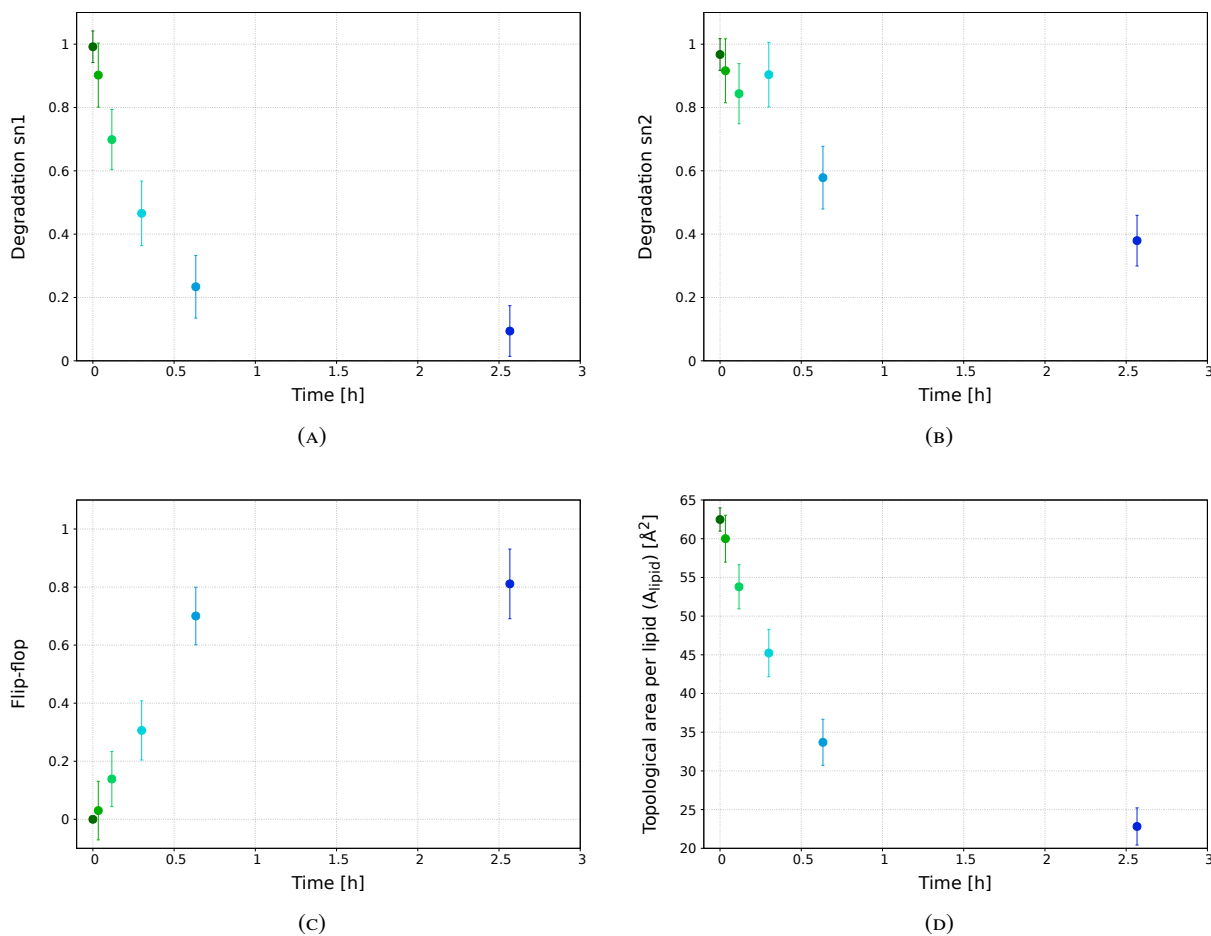 Degradation sn1
1
0.8
0.6
0.4
0.2
0
0 0.5 1 1.5 2 2.5 3
Time [h]
(A)
Degradation sn2
1
0.8
0.6
0.4
0.2
0
0 0.5 1 1.5 2 2.5 3
Time [h]
(B)
Flip-flop
1
0.8
0.6
0.4
0.2
0
0 0.5 1 1.5 2 2.5 3
Time [h]
(C)
Topological area per lipid (A_lipid) [Å²]
65
60
55
50
45
40
35
30
25
20
0 0.5 1 1.5 2 2.5 3
Time [h]
(D)